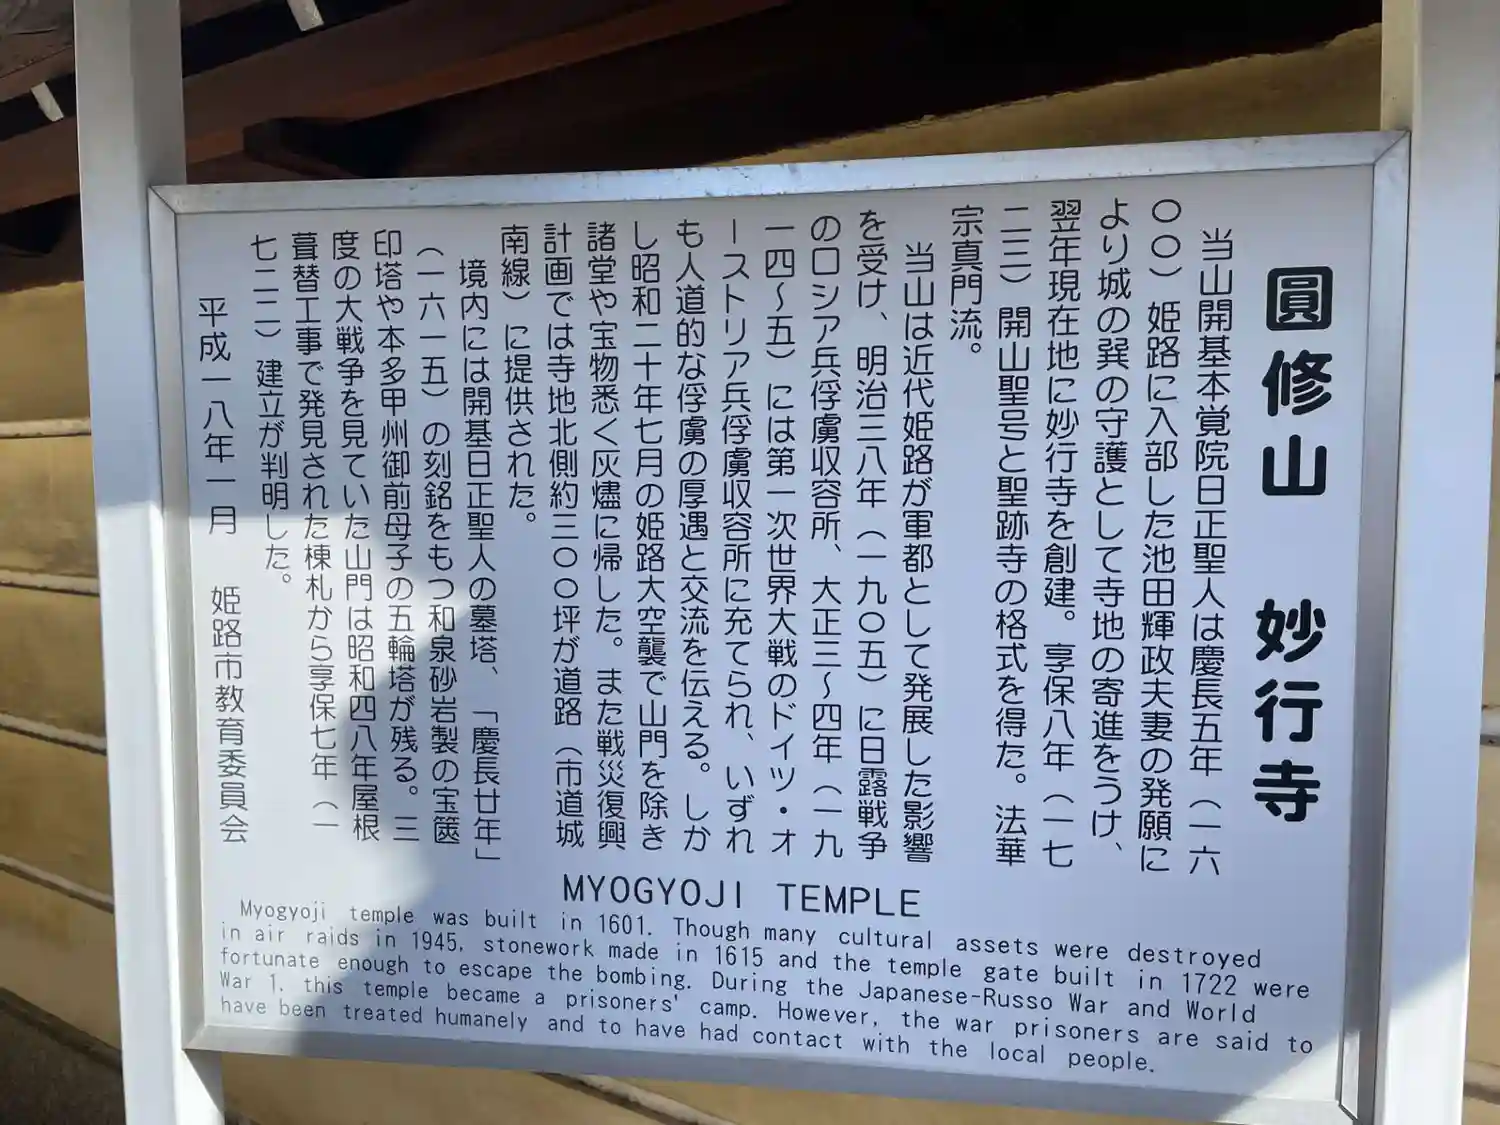 圓修山　妙行寺
当山開基本覚院日正聖人は慶長五年（一六
〇〇）姫路に入部した池田輝政夫妻の発願に
より城の巽の守護として寺地の寄進をうけ、
翌年現在地に妙行寺を創建。享保八年（一七
二三）開山聖号と聖跡寺の格式を得た。法華
宗真門流。
当山は近代姫路が軍都として発展した影響
を受け、明治三八年（一九〇五）に日露戦争
のロシア兵俘虜収容所、大正三～四年（一九
一四～五）には第一次世界大戦のドイツ・オ
ーストリア兵俘虜収容所に充てられ、いずれ
も人道的な俘虜の厚遇と交流を伝える。しか
し昭和二十年七月の姫路大空襲で山門を除き
諸堂や宝物悉く灰燼に帰した。また戦災復興
計画では寺地北側約三〇〇坪が道路（市道城
南線）に提供された。
境内には開基日正聖人の墓塔、「慶長廿年」
（一六一五）の刻銘をもつ和泉砂岩製の宝篋
印塔や本多甲州御前母子の五輪塔が残る。三
度の大戦争を見ていた山門は昭和四八年屋根
葺替工事で発見された棟札から享保七年（一
七二二）建立が判明した。
平成一八年一月　姫路市教育委員会
MYOGYOJI TEMPLE
Myogyoji temple was built in 1601. Though many cultural assets were destroyed
in air raids in 1945, stonework made in 1615 and the temple gate built in 1722 were
fortunate enough to escape the bombing. During the Japanese-Russo War and World
War 1, this temple became a prisoners' camp. However, the war prisoners are said to
have been treated humanely and to have had contact with the local people.